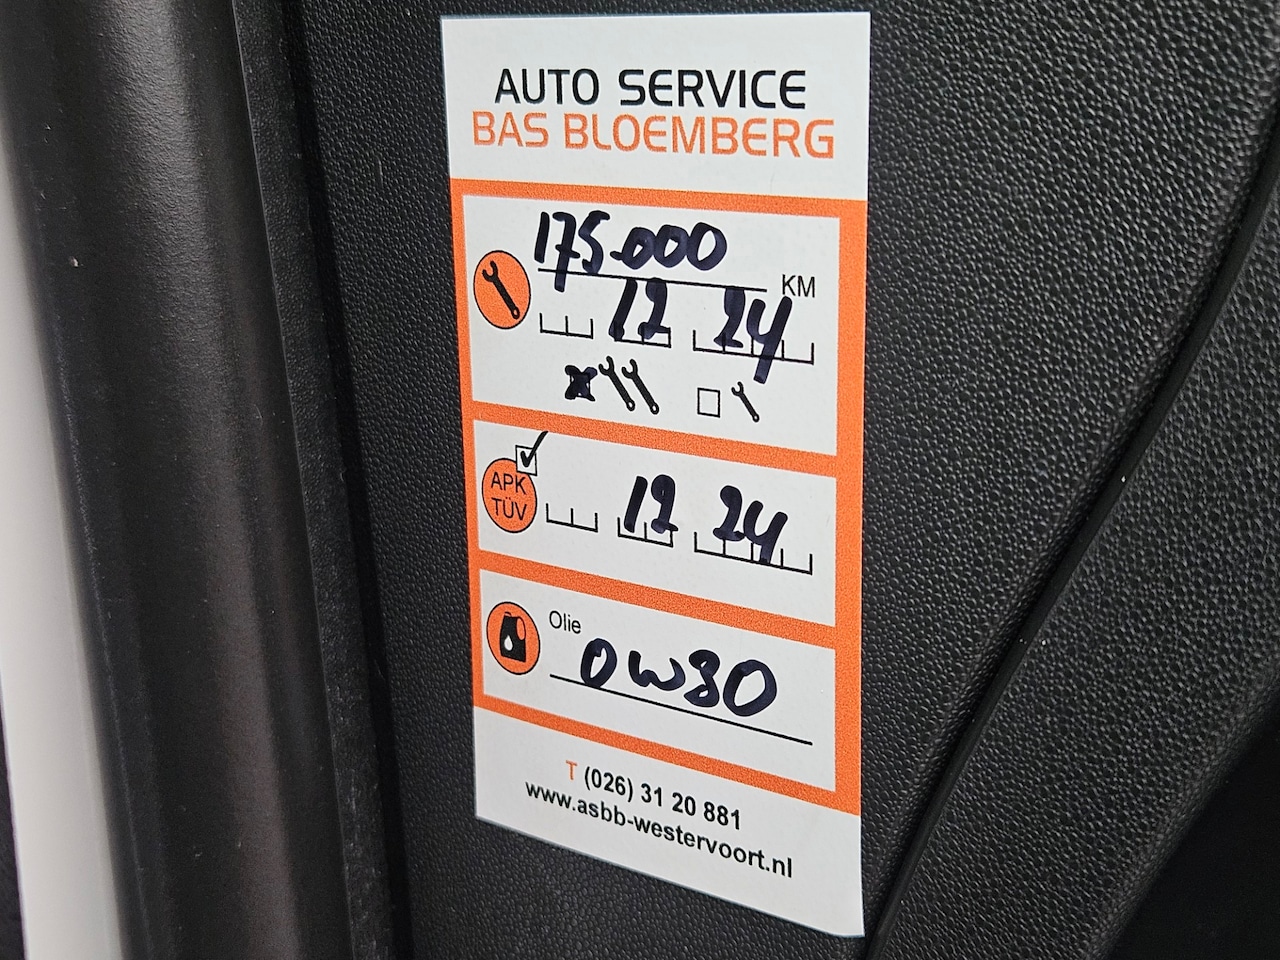 AUTO SERVICE
BAS BLOEMBERG
175.000 KM
12 24
APK
TÜV
12 24
Olie
0W30
T (026) 31 20 881
www.asbb-westervoort.nl